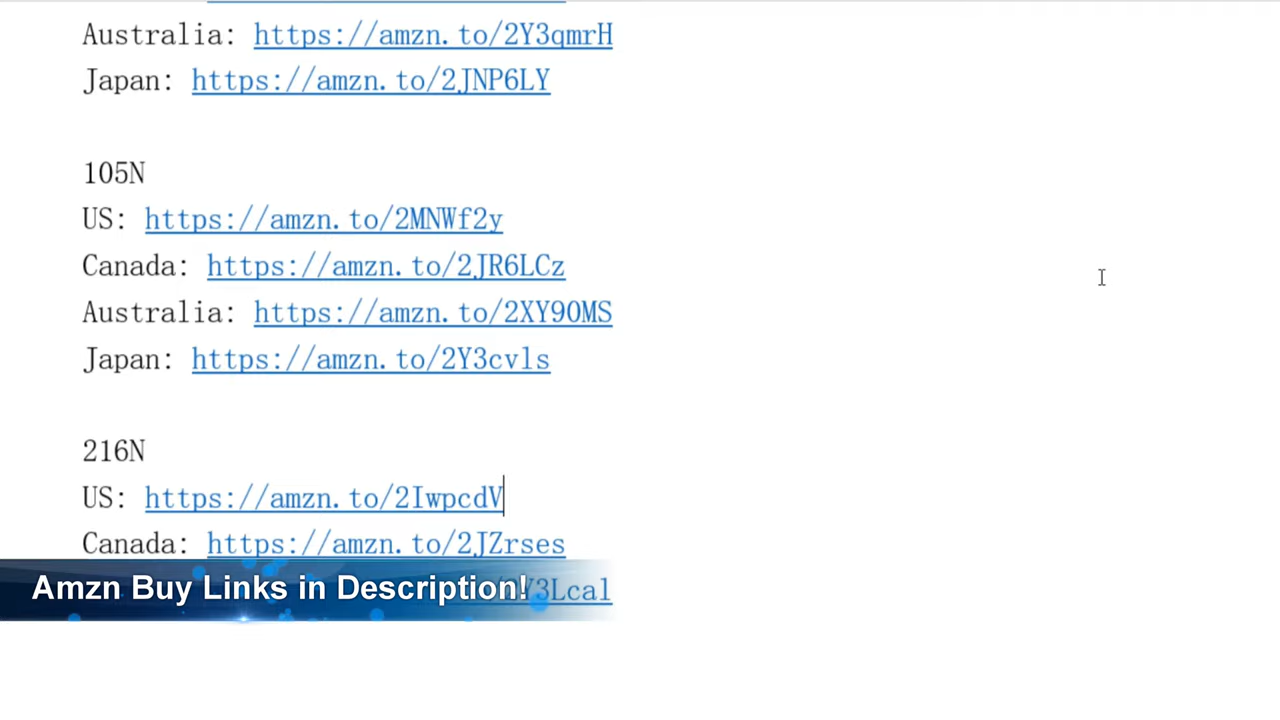 Australia: https://amzn.to/2Y3qmrH
Japan: https://amzn.to/2JNP6LY
105N
US: https://amzn.to/2MNWf2y
Canada: https://amzn.to/2JR6LCz
Australia: https://amzn.to/2XY9OMS
Japan: https://amzn.to/2Y3cvls
216N
US: https://amzn.to/2IwpcdV
Canada: https://amzn.to/2JZrses
Amzn Buy Links in Description!